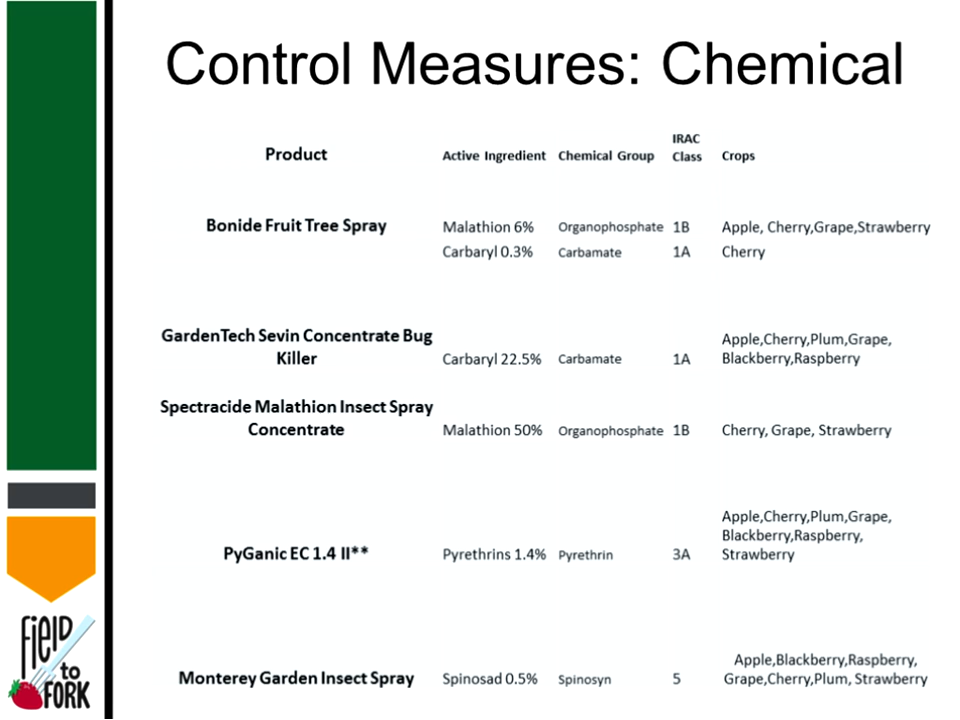 Control Measures: Chemical
Product Active Ingredient Chemical Group IRAC Class Crops
Bonide Fruit Tree Spray Malathion 6% Organophosphate 1B Apple, Cherry,Grape,Strawberry
Carbaryl 0.3% Carbamate 1A Cherry
GardenTech Sevin Concentrate Bug Killer Carbaryl 22.5% Carbamate 1A Apple,Cherry,Plum,Grape, Blackberry,Raspberry
Spectracide Malathion Insect Spray Concentrate Malathion 50% Organophosphate 1B Cherry, Grape, Strawberry
PyGanic EC 1.4 II** Pyrethrins 1.4% Pyrethrin 3A Apple,Cherry,Plum,Grape, Blackberry,Raspberry, Strawberry
Monterey Garden Insect Spray Spinosad 0.5% Spinosyn 5 Apple,Blackberry,Raspberry, Grape,Cherry,Plum, Strawberry
FiElD
to
FORK